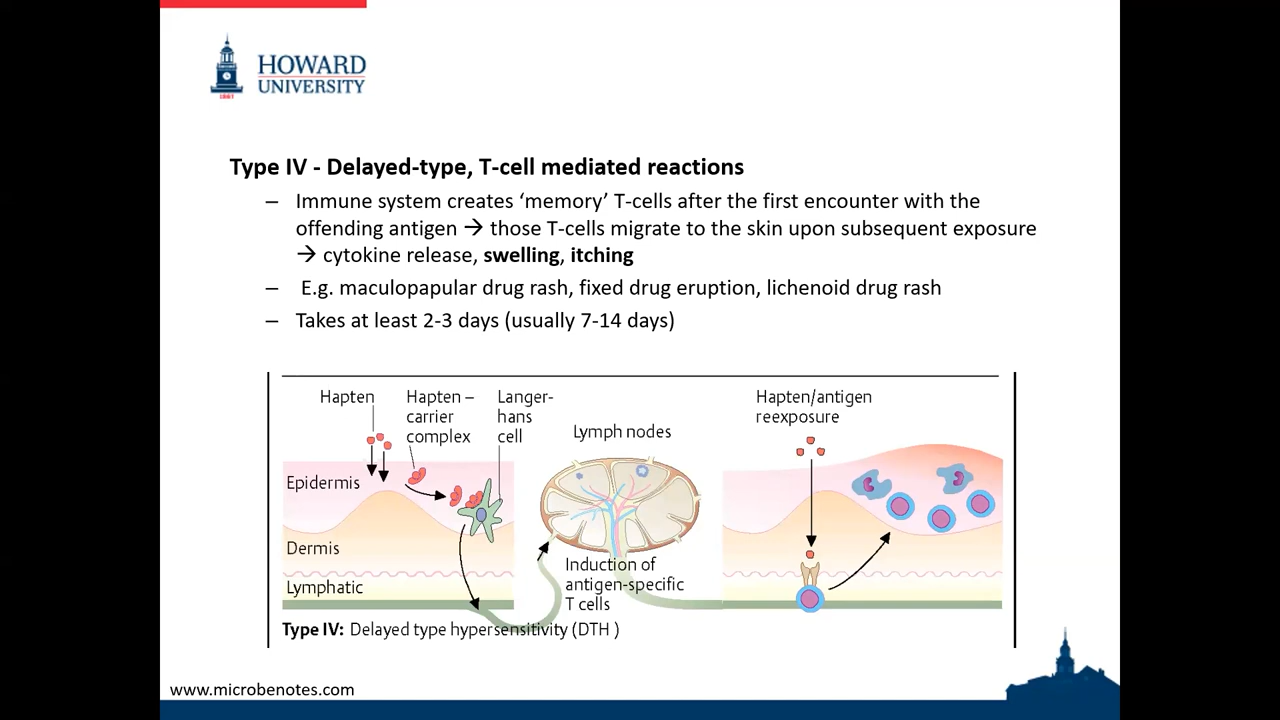 HOWARD
UNIVERSITY
1867
Type IV - Delayed-type, T-cell mediated reactions
– Immune system creates ‘memory’ T-cells after the first encounter with the
offending antigen → those T-cells migrate to the skin upon subsequent exposure
→ cytokine release, swelling, itching
– E.g. maculopapular drug rash, fixed drug eruption, lichenoid drug rash
– Takes at least 2-3 days (usually 7-14 days)
Hapten
Hapten –
carrier
complex
Langer-
hans
cell
Lymph nodes
Hapten/antigen
reexposure
Epidermis
Dermis
Lymphatic
Induction of
antigen-specific
T cells
Type IV: Delayed type hypersensitivity (DTH )
www.microbenotes.com